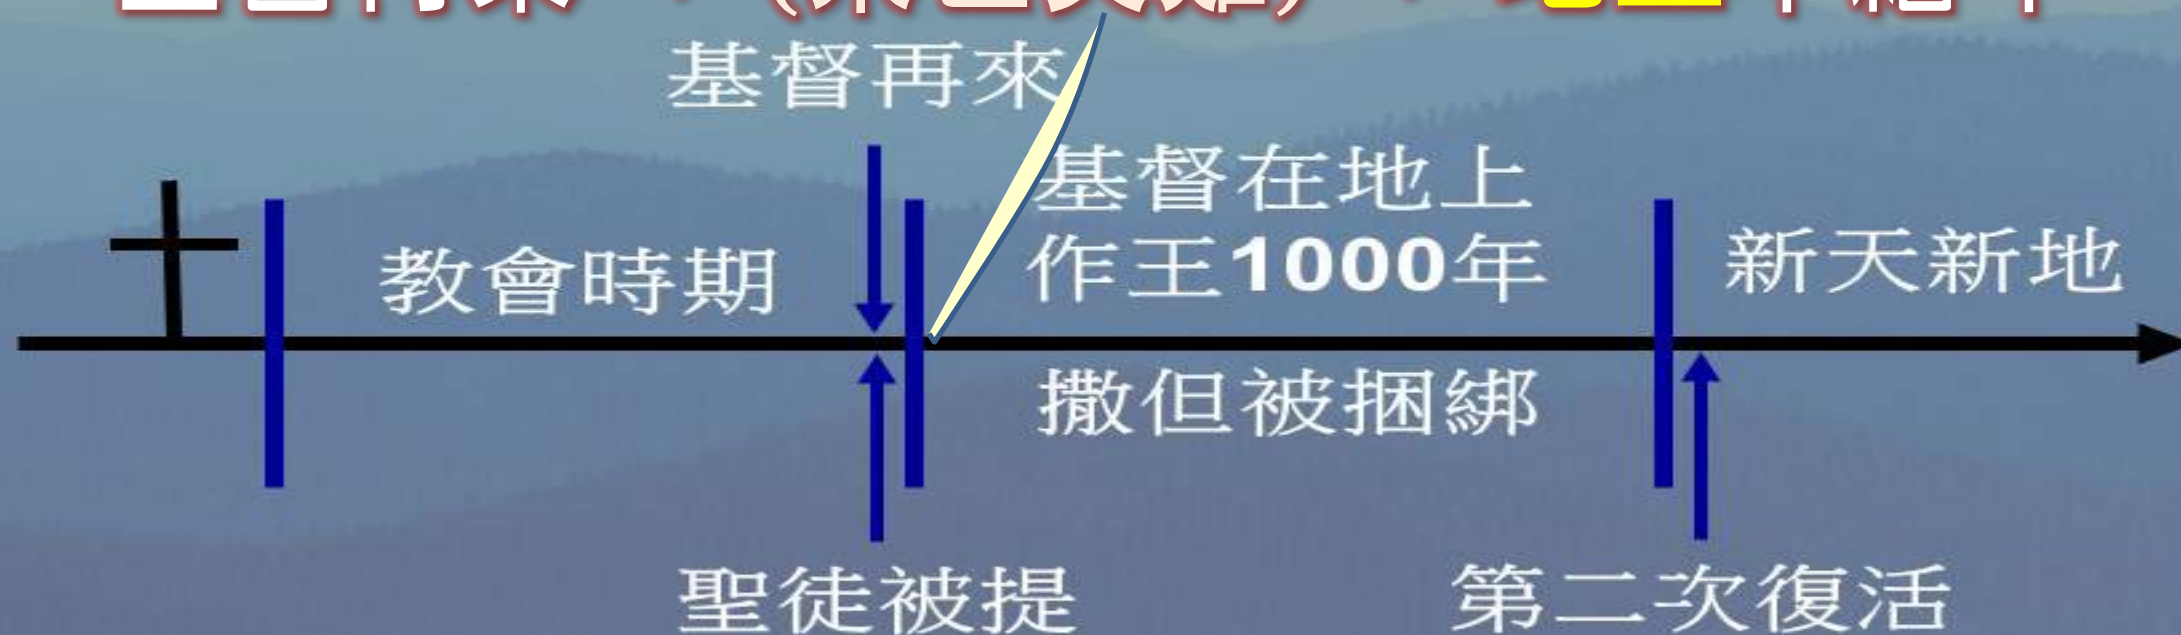 基督再來
基督在地上
作王1000年
教會時期
新天新地
撒但被捆綁
聖徒被提
第二次復活